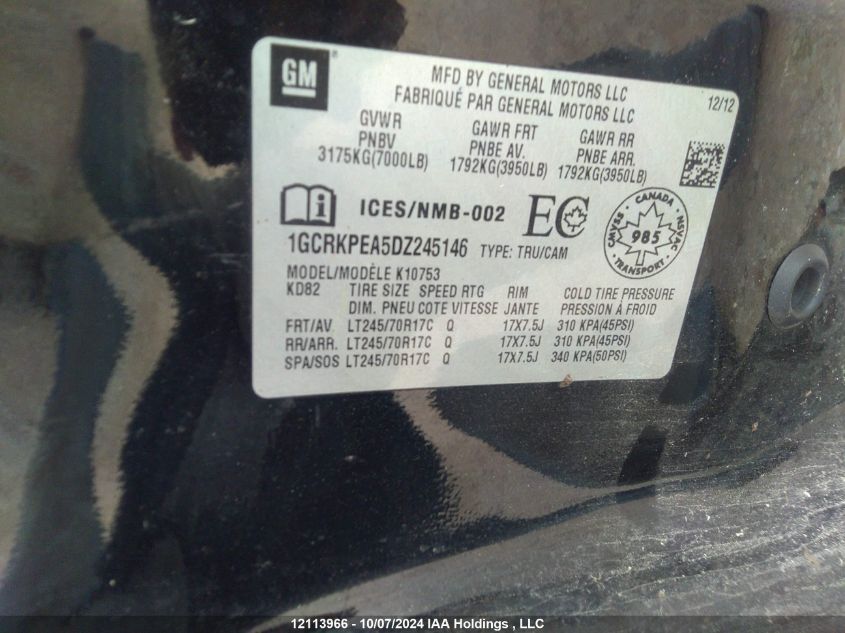 GM
MFD BY GENERAL MOTORS LLC
FABRIQUÉ PAR GENERAL MOTORS LLC
12/12
GVWR GAWR FRT GAWR RR
PNBV PNBE AV. PNBE ARR.
3175KG(7000LB) 1792KG(3950LB) 1792KG(3950LB)
i ICES/NMB-002 EC
CANADA
CMVSS 985 NSVAC
TRANSPORT
1GCRKPEA5DZ245146 TYPE: TRU/CAM
MODEL/MODÈLE K10753
KD82 TIRE SIZE SPEED RTG RIM COLD TIRE PRESSURE
DIM. PNEU COTE VITESSE JANTE PRESSION À FROID
FRT/AV LT245/70R17C Q 17X7.5J 310 KPA(45PSI)
RR/ARR. LT245/70R17C Q 17X7.5J 310 KPA(45PSI)
SPA/SOS LT245/70R17C Q 17X7.5J 340 KPA(50PSI)
12113966 - 10/07/2024 IAA Holdings , LLC